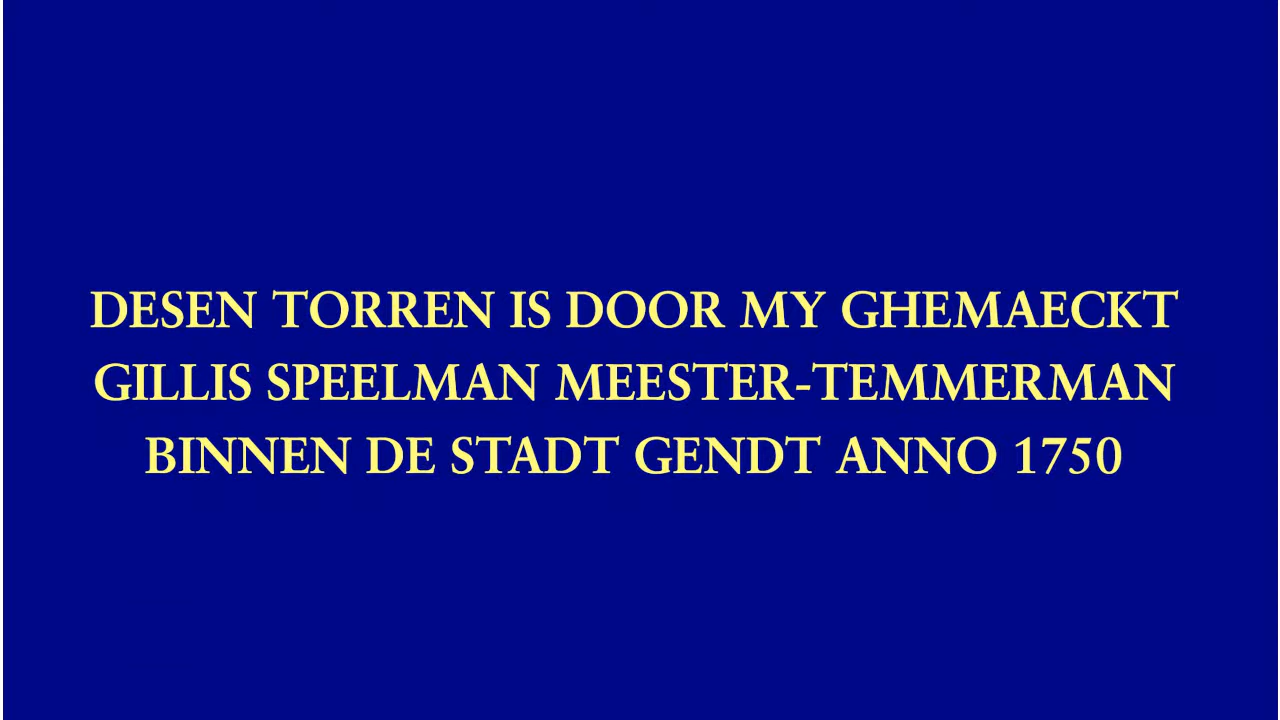 DESEN TORREN IS DOOR MY GHEMAECKT
GILLIS SPEELMAN MEESTER-TEMMERMAN
BINNEN DE STADT GENDT ANNO 1750